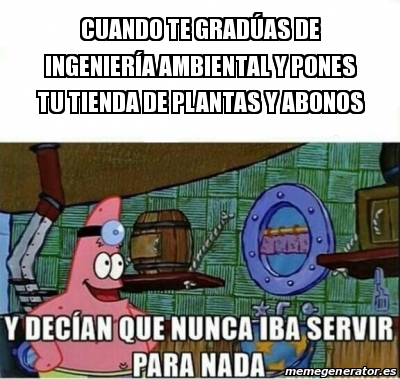 CUANDO TE GRADÚAS DE
INGENIERÍA AMBIENTAL Y PONES
TU TIENDA DE PLANTAS Y ABONOS
Y DECÍAN QUE NUNCA IBA SERVIR
PARA NADA
memegenerator.es